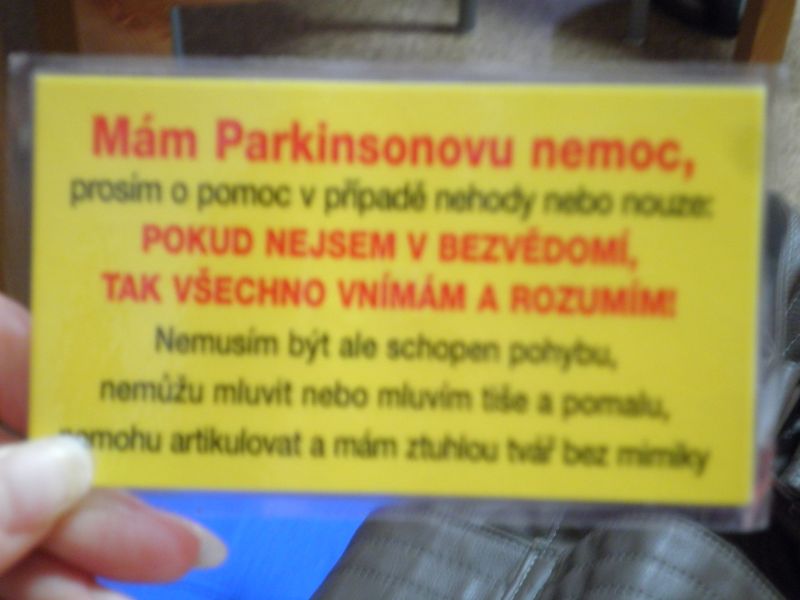 Mám Parkinsonovu nemoc,
prosím o pomoc v případě nehody nebo nouze:
POKUD NEJSEM V BEZVĚDOMÍ,
TAK VŠECHNO VNÍMÁM A ROZUMÍM!
Nemusím být ale schopen pohybu,
nemůžu mluvit nebo mluvím tiše a pomalu,
nemohu artikulovat a mám ztuhlou tvář bez mimiky